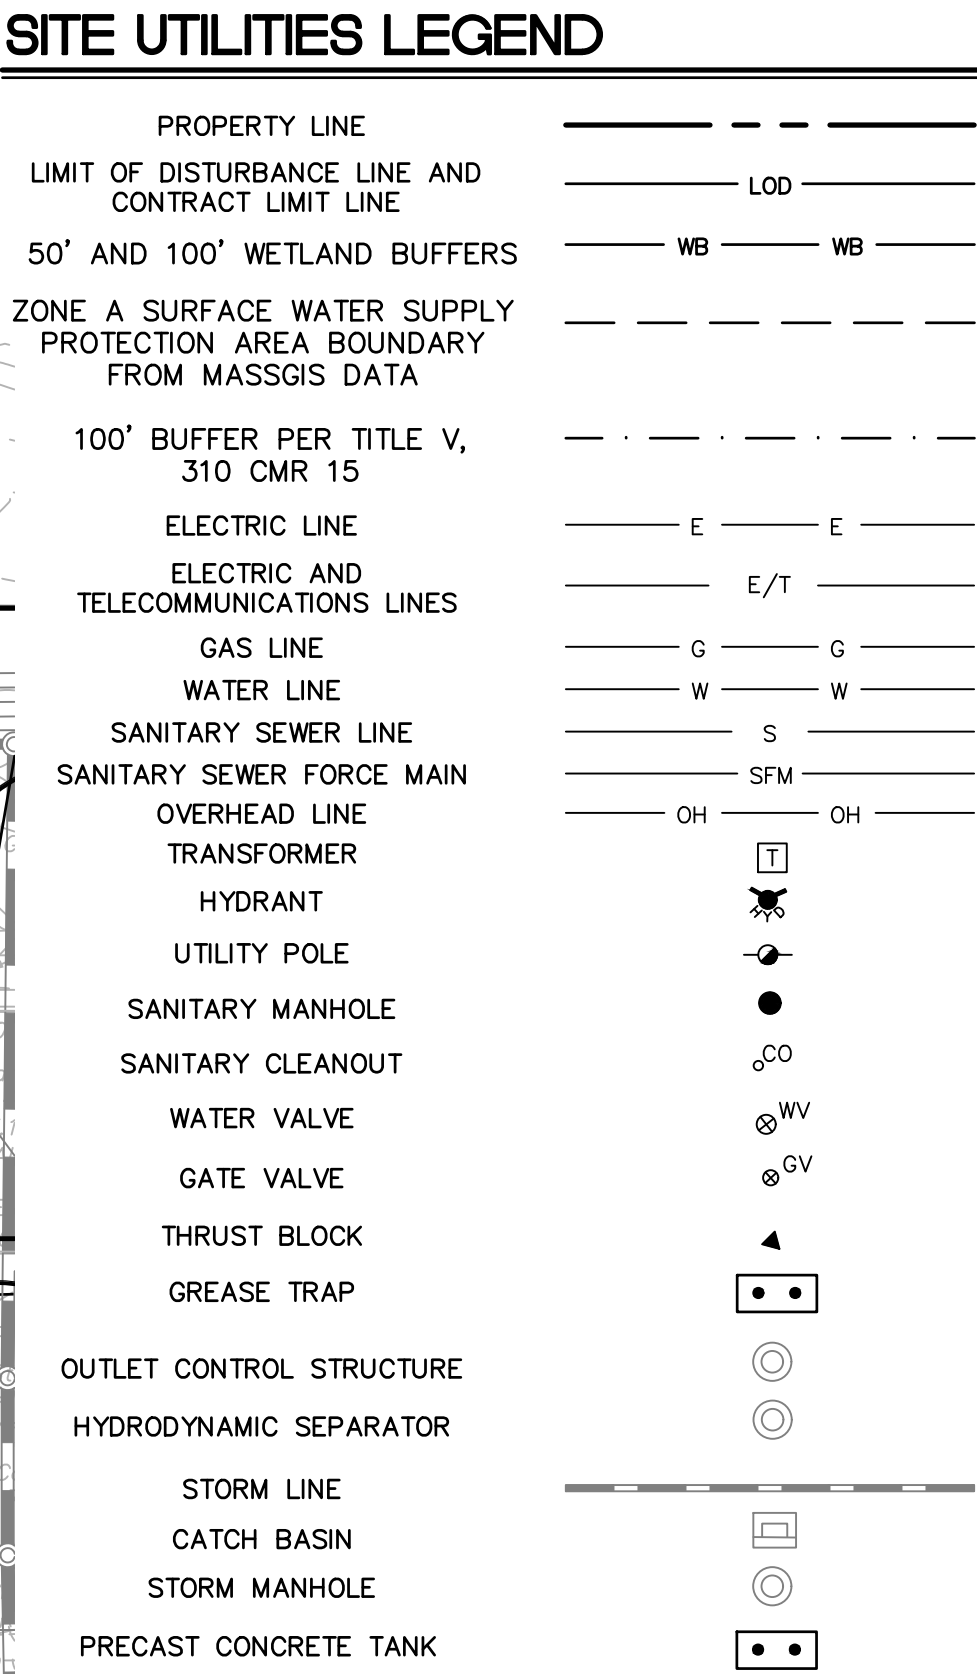 SITE UTILITIES LEGEND
PROPERTY LINE
LIMIT OF DISTURBANCE LINE AND
CONTRACT LIMIT LINE
LOD
50' AND 100' WETLAND BUFFERS
WB WB
ZONE A SURFACE WATER SUPPLY
PROTECTION AREA BOUNDARY
FROM MASSGIS DATA
100' BUFFER PER TITLE V,
310 CMR 15
ELECTRIC LINE
E E
ELECTRIC AND
TELECOMMUNICATIONS LINES
E/T
GAS LINE
G G
WATER LINE
W W
SANITARY SEWER LINE
S
SANITARY SEWER FORCE MAIN
SFM
OVERHEAD LINE
OH OH
TRANSFORMER
T
HYDRANT
HYD
UTILITY POLE
SANITARY MANHOLE
SANITARY CLEANOUT
CO
WATER VALVE
WV
GATE VALVE
GV
THRUST BLOCK
GREASE TRAP
OUTLET CONTROL STRUCTURE
HYDRODYNAMIC SEPARATOR
STORM LINE
CATCH BASIN
STORM MANHOLE
PRECAST CONCRETE TANK